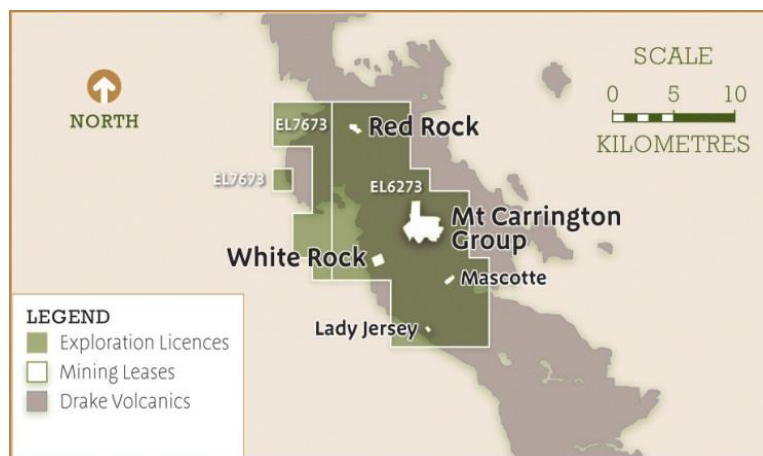 NORTH
SCALE
0 5 10
KILOMETRES
EL7673
Red Rock
EL7673
EL6273
Mt Carrington
Group
White Rock
Mascotte
Lady Jersey
LEGEND
Exploration Licences
Mining Leases
Drake Volcanics